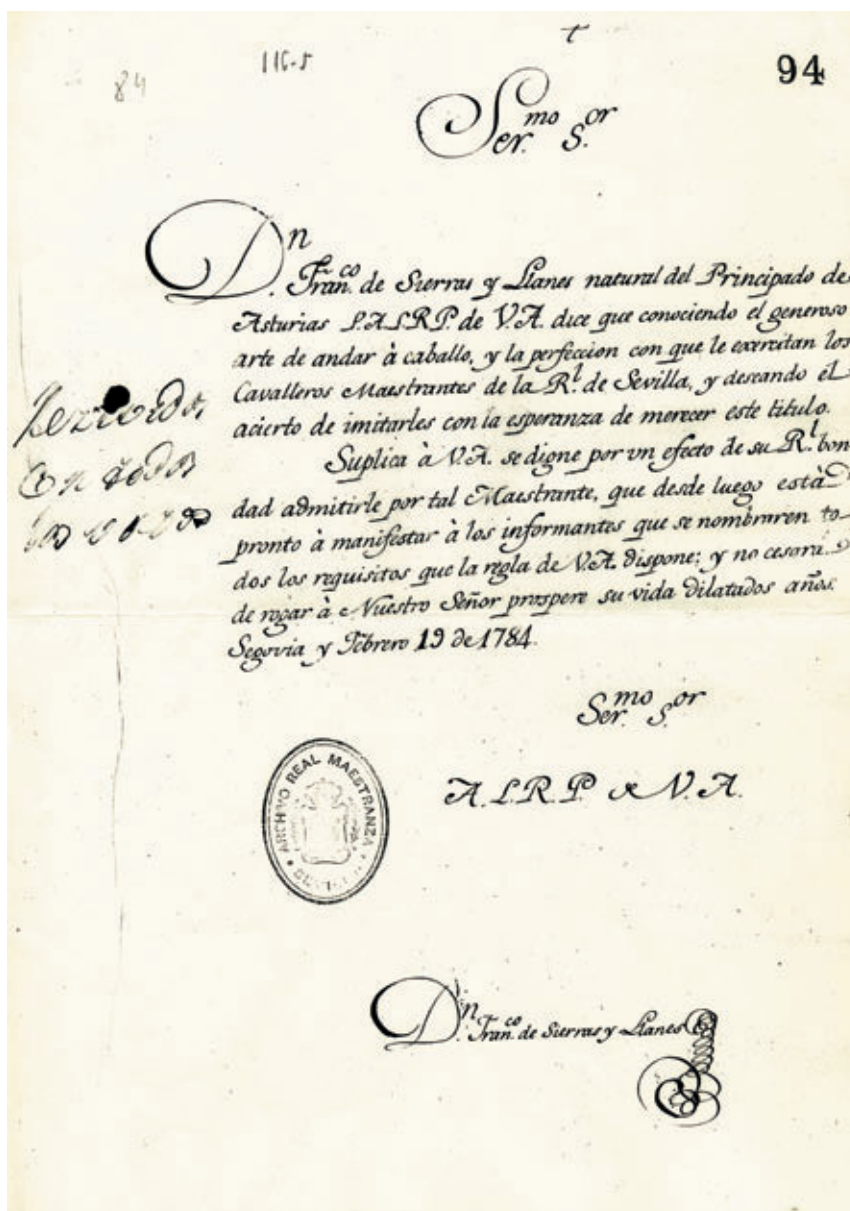 †
84
116-5
94
Ser.mo S.or
D.n Fran.co de Sierras y Llanes natural del Principado de
Asturias P.A.L.R.P. de V.A. dice que conociendo el generoso
arte de andar à caballo, y la perfeccion con que le exercitan los
Cavalleros Maestrantes de la R.l de Sevilla, y deseando el
acierto de imitarles con la esperanza de merecer este titulo.
Suplica à V.A. se digne por vn efecto de su R.l bon
dad admitirle por tal Maestrante, que desde luego està
pronto à manifestar à los informantes que se nombraren to-
dos los requisitos que la regla de V.A. dispone; y no cesarà
de rogar à Nuestro Señor prospere su vida dilatados años.
Segovia y Febrero 19 de 1784.
Rezevido
en todos
Ser.mo S.or
A.L.R.P. de V.A.
ARCHIVO REAL MAESTRANZA
D.n Fran.co de Sierras y Llanes